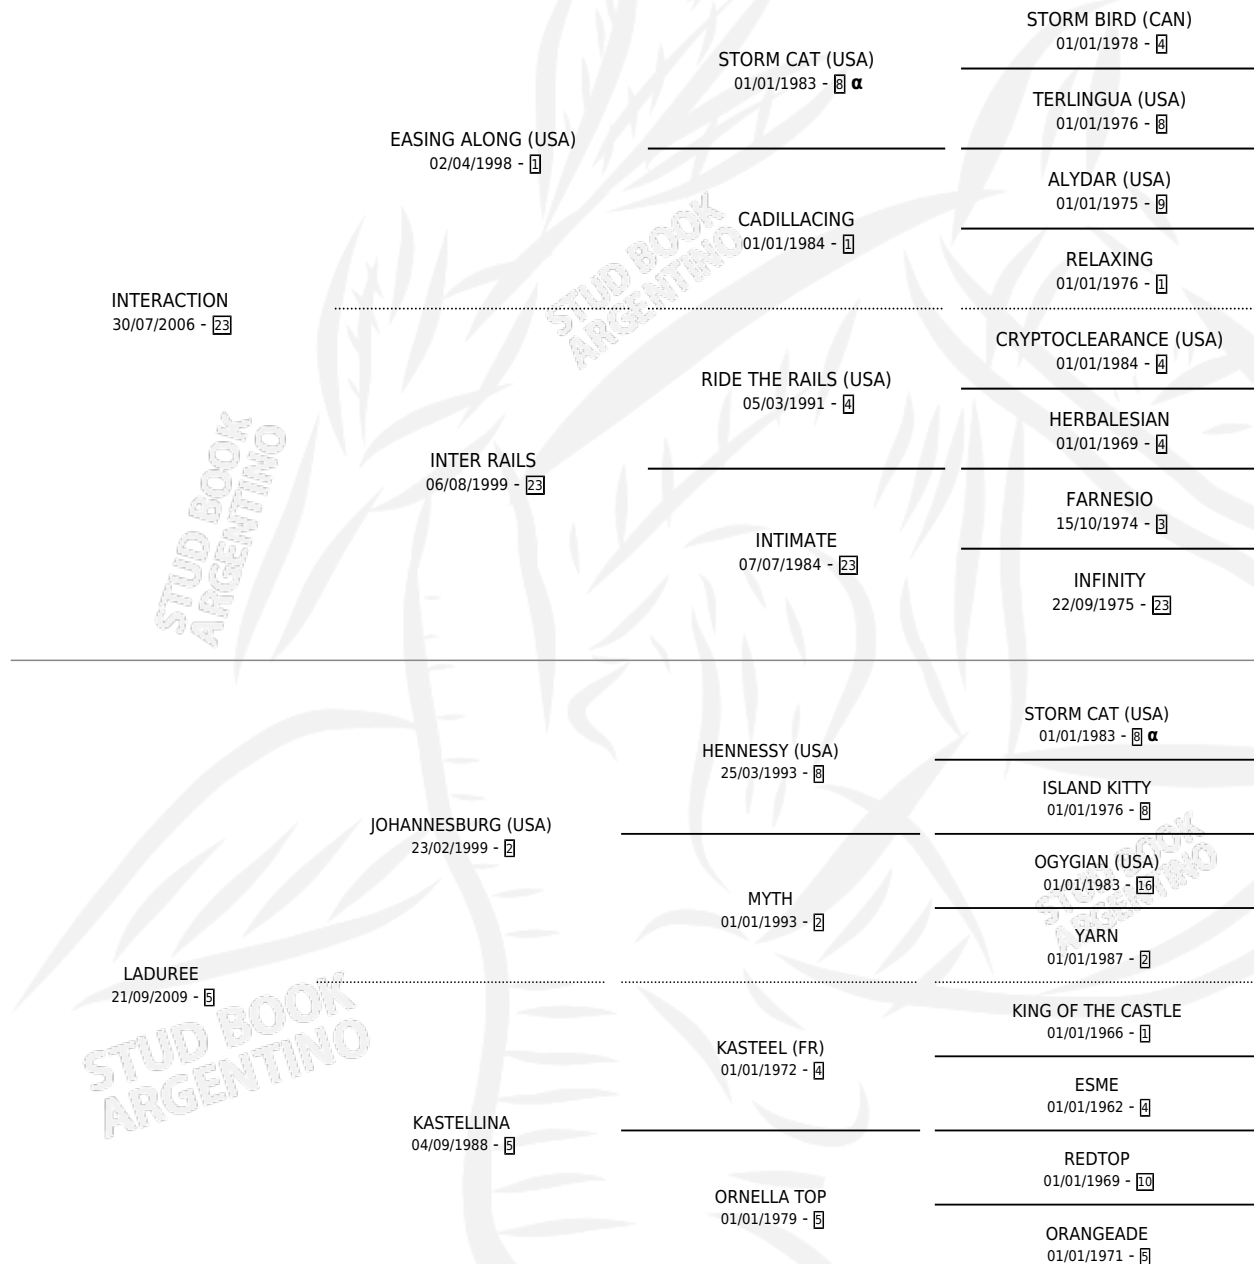 STORM BIRD (CAN)
01/01/1978 - 4
STORM CAT (USA)
01/01/1983 - 8 α
TERLINGUA (USA)
01/01/1976 - 8
EASING ALONG (USA)
02/04/1998 - 1
ALYDAR (USA)
01/01/1975 - 9
CADILLACING
01/01/1984 - 1
RELAXING
01/01/1976 - 1
INTERACTION
30/07/2006 - 23
CRYPTOCLEARANCE (USA)
01/01/1984 - 4
RIDE THE RAILS (USA)
05/03/1991 - 4
HERBALESIAN
01/01/1969 - 4
INTER RAILS
06/08/1999 - 23
FARNESIO
15/10/1974 - 3
INTIMATE
07/07/1984 - 23
INFINITY
22/09/1975 - 23
STORM CAT (USA)
01/01/1983 - 8 α
HENNESSY (USA)
25/03/1993 - 8
ISLAND KITTY
01/01/1976 - 8
JOHANNESBURG (USA)
23/02/1999 - 2
OGYGIAN (USA)
01/01/1983 - 16
MYTH
01/01/1993 - 2
YARN
01/01/1987 - 2
LADUREE
21/09/2009 - 5
KING OF THE CASTLE
01/01/1966 - 1
KASTEEL (FR)
01/01/1972 - 4
ESME
01/01/1962 - 4
KASTELLINA
04/09/1988 - 5
REDTOP
01/01/1969 - 10
ORNELLA TOP
01/01/1979 - 5
ORANGEADE
01/01/1971 - 5
STUD BOOK
ARGENTINO
STUD BOOK
ARGENTINO
STUD BOOK
ARGENTINO
STUD BOOK
ARGENTINO